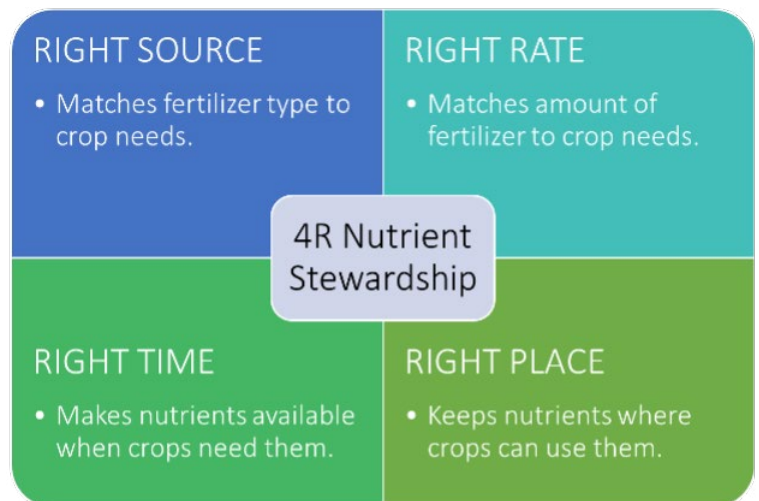 RIGHT SOURCE
• Matches fertilizer type to
crop needs.
RIGHT RATE
• Matches amount of
fertilizer to crop needs.
4R Nutrient
Stewardship
RIGHT TIME
• Makes nutrients available
when crops need them.
RIGHT PLACE
• Keeps nutrients where
crops can use them.